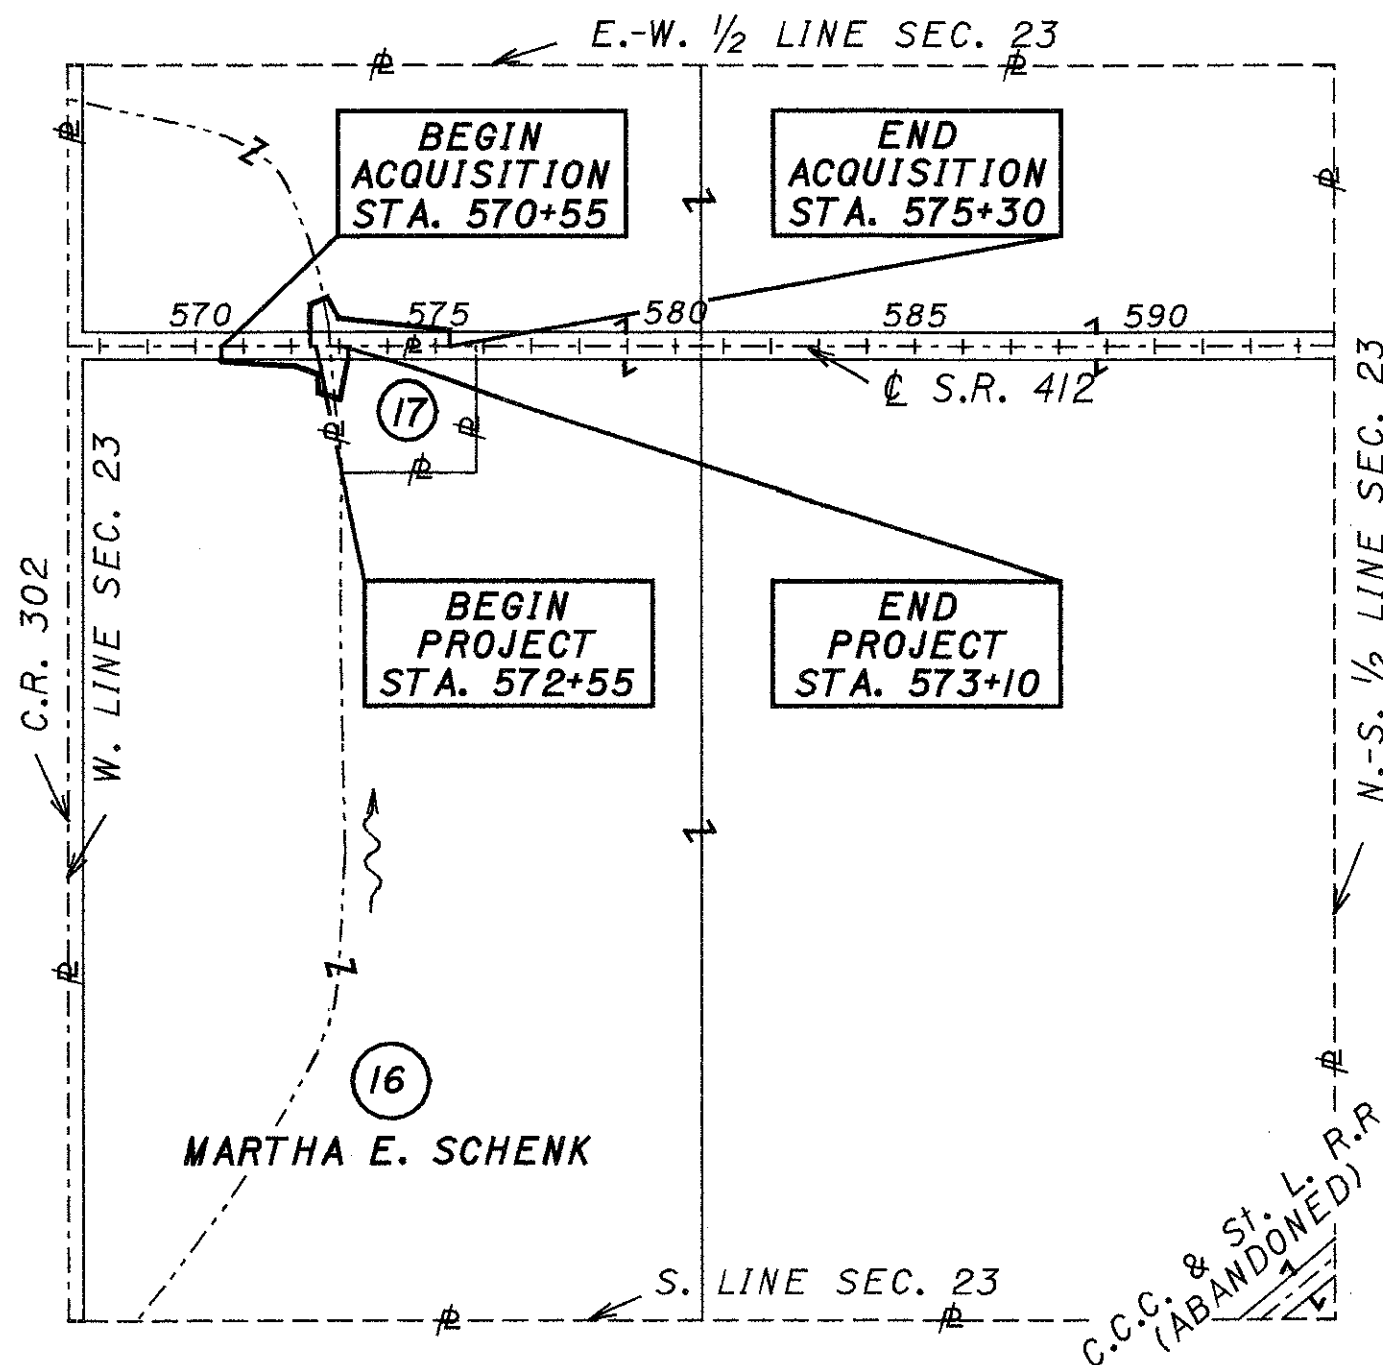 E.-W. ½ LINE SEC. 23
BEGIN
ACQUISITION
STA. 570+55
END
ACQUISITION
STA. 575+30
570
575
580
585
590
℄ S.R. 412
17
W. LINE SEC. 23
C.R. 302
N.-S. ½ LINE SEC. 23
BEGIN
PROJECT
STA. 572+55
END
PROJECT
STA. 573+10
16
MARTHA E. SCHENK
S. LINE SEC. 23
C.C.C. & St. L. R.R
(ABANDONED)